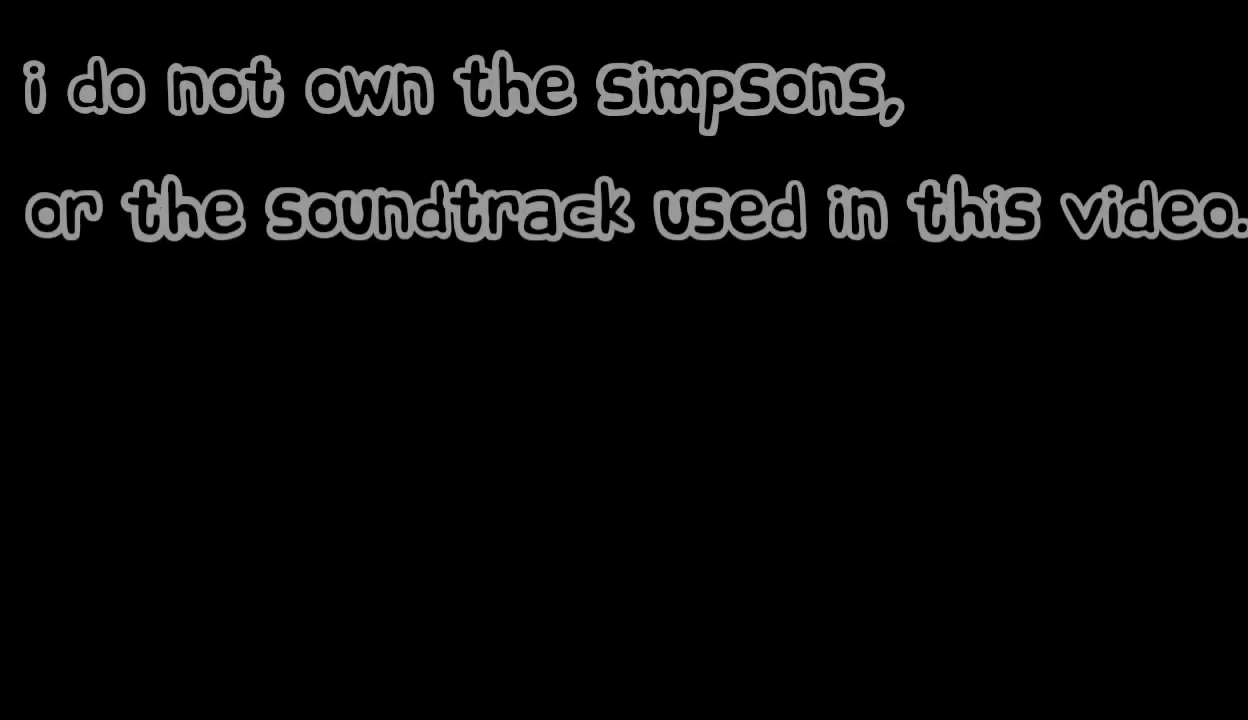 i do not own the simpsons,
or the soundtrack used in this video.